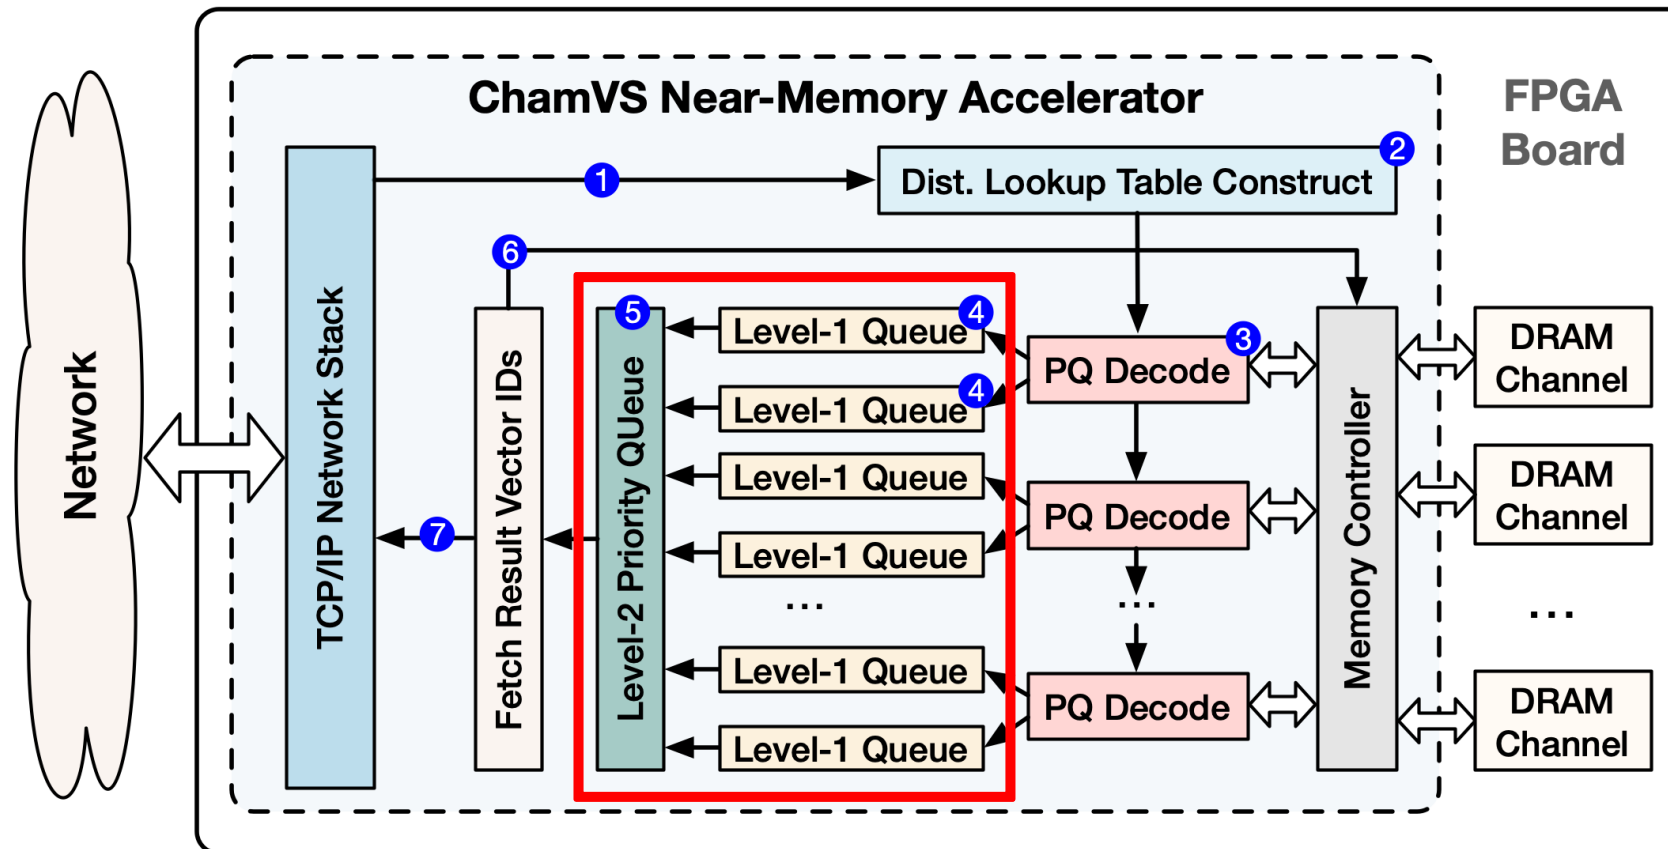 ChamVS Near-Memory Accelerator
FPGA
Board
Network
TCP/IP Network Stack
1
2
Dist. Lookup Table Construct
6
Fetch Result Vector IDs
7
5
Level-2 Priority QUeue
4
Level-1 Queue
4
Level-1 Queue
Level-1 Queue
Level-1 Queue
...
Level-1 Queue
Level-1 Queue
3
PQ Decode
PQ Decode
...
PQ Decode
Memory Controller
DRAM
Channel
DRAM
Channel
...
DRAM
Channel